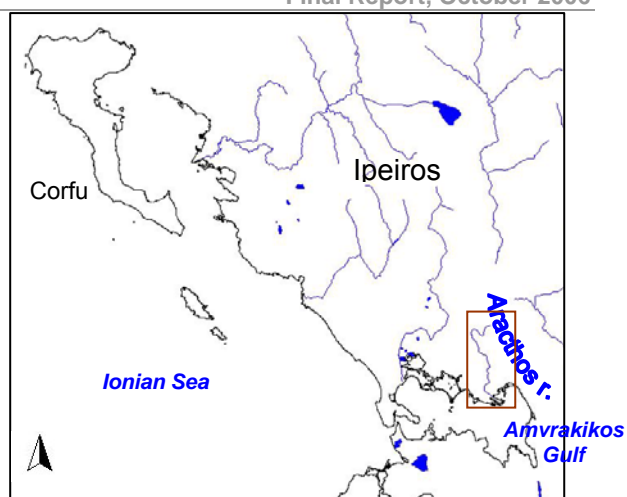 Final Report, October 2006
Corfu
Ipeiros
Aracthos r.
Ionian Sea
Amvrakikos
Gulf